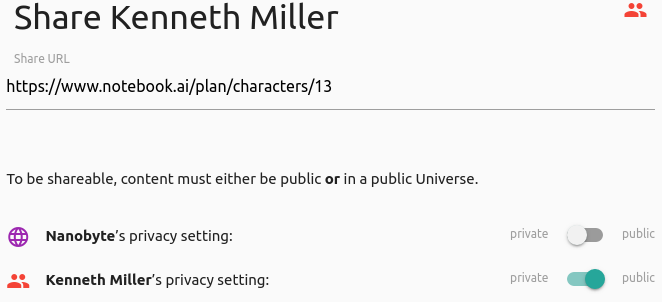 Share Kenneth Miller
Share URL
https://www.notebook.ai/plan/characters/13
To be shareable, content must either be public or in a public Universe.
Nanobyte's privacy setting: private public
Kenneth Miller's privacy setting: private public